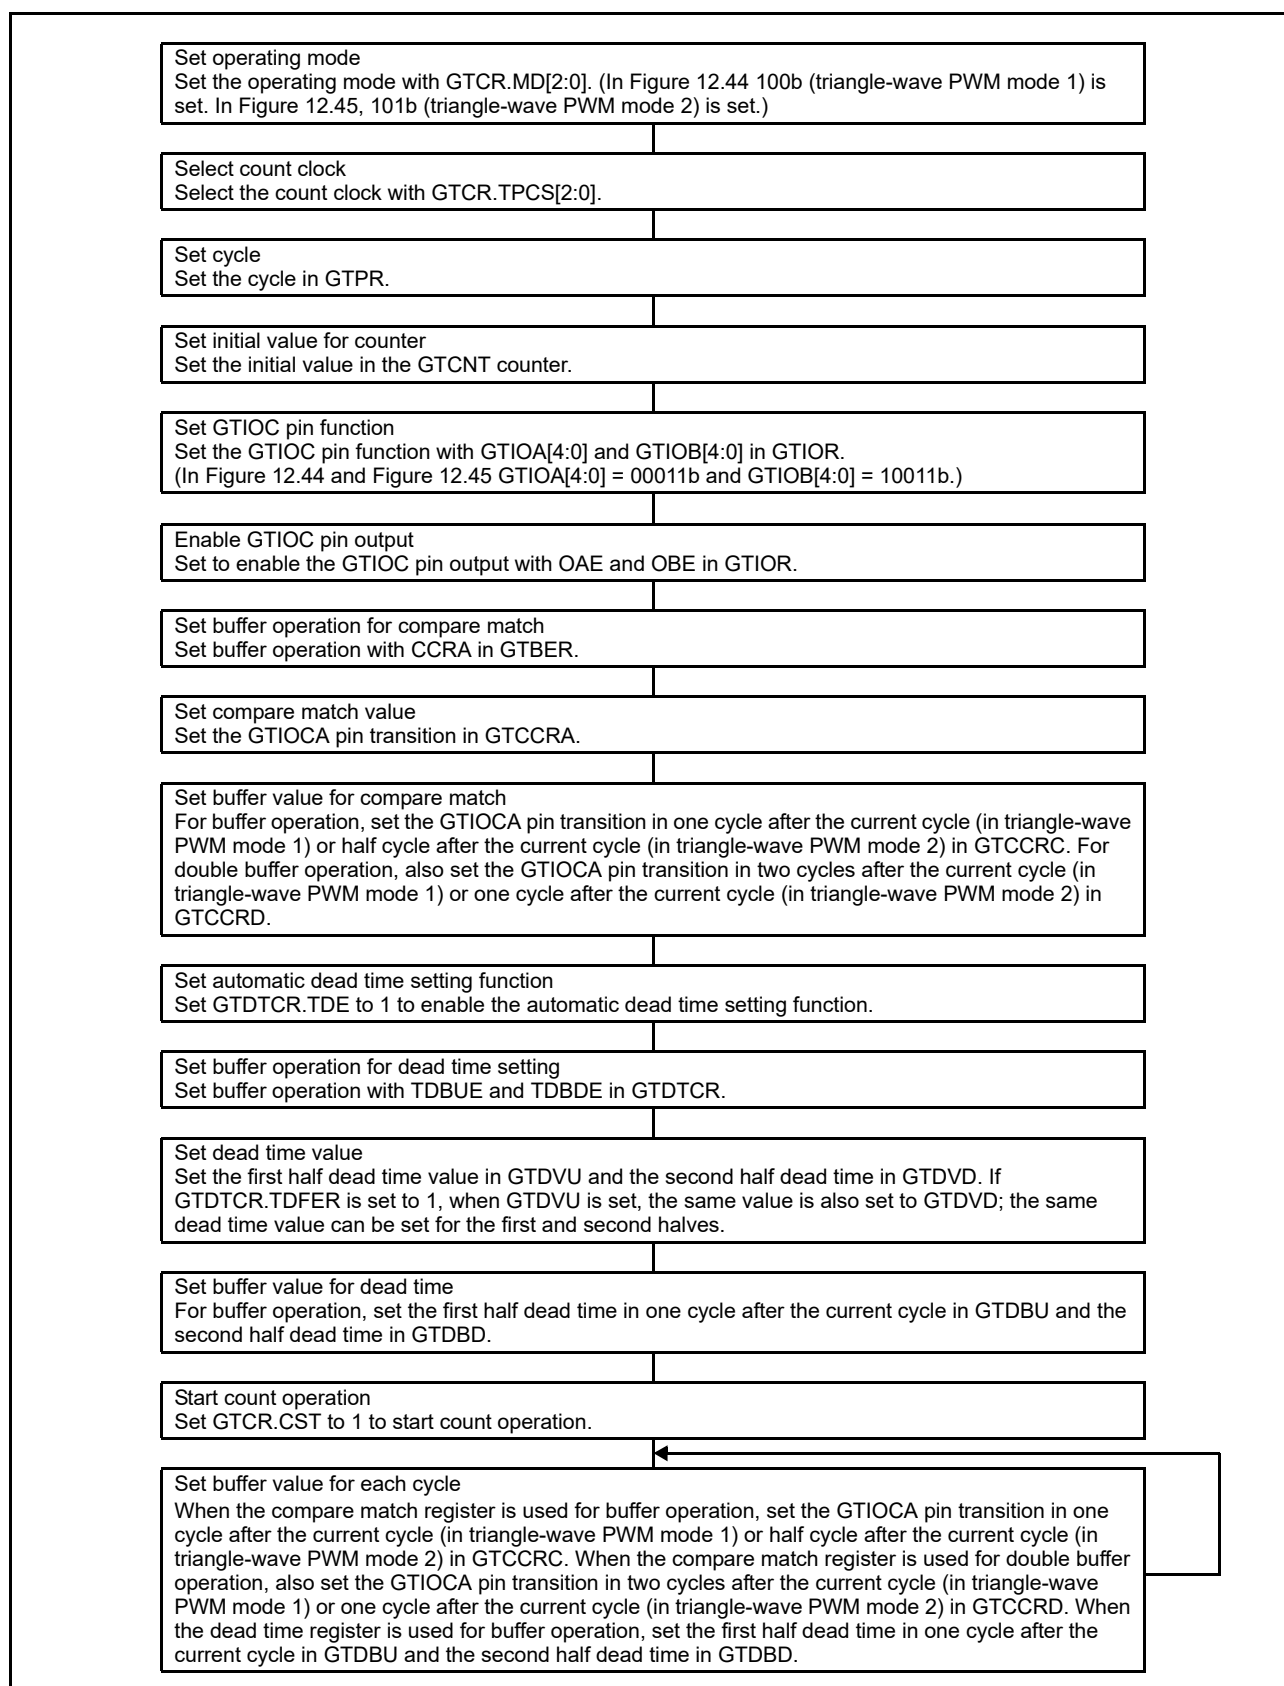 Set operating mode
Set the operating mode with GTCR.MD[2:0]. (In Figure 12.44 100b (triangle-wave PWM mode 1) is
set. In Figure 12.45, 101b (triangle-wave PWM mode 2) is set.)
Select count clock
Select the count clock with GTCR.TPCS[2:0].
Set cycle
Set the cycle in GTPR.
Set initial value for counter
Set the initial value in the GTCNT counter.
Set GTIOC pin function
Set the GTIOC pin function with GTIOA[4:0] and GTIOB[4:0] in GTIOR.
(In Figure 12.44 and Figure 12.45 GTIOA[4:0] = 00011b and GTIOB[4:0] = 10011b.)
Enable GTIOC pin output
Set to enable the GTIOC pin output with OAE and OBE in GTIOR.
Set buffer operation for compare match
Set buffer operation with CCRA in GTBER.
Set compare match value
Set the GTIOCA pin transition in GTCCRA.
Set buffer value for compare match
For buffer operation, set the GTIOCA pin transition in one cycle after the current cycle (in triangle-wave
PWM mode 1) or half cycle after the current cycle (in triangle-wave PWM mode 2) in GTCCRC. For
double buffer operation, also set the GTIOCA pin transition in two cycles after the current cycle (in
triangle-wave PWM mode 1) or one cycle after the current cycle (in triangle-wave PWM mode 2) in
GTCCRD.
Set automatic dead time setting function
Set GTDTCR.TDE to 1 to enable the automatic dead time setting function.
Set buffer operation for dead time setting
Set buffer operation with TDBUE and TDBDE in GTDTCR.
Set dead time value
Set the first half dead time value in GTDVU and the second half dead time in GTDVD. If
GTDTCR.TDFER is set to 1, when GTDVU is set, the same value is also set to GTDVD; the same
dead time value can be set for the first and second halves.
Set buffer value for dead time
For buffer operation, set the first half dead time in one cycle after the current cycle in GTDBU and the
second half dead time in GTDBD.
Start count operation
Set GTCR.CST to 1 to start count operation.
Set buffer value for each cycle
When the compare match register is used for buffer operation, set the GTIOCA pin transition in one
cycle after the current cycle (in triangle-wave PWM mode 1) or half cycle after the current cycle (in
triangle-wave PWM mode 2) in GTCCRC. When the compare match register is used for double buffer
operation, also set the GTIOCA pin transition in two cycles after the current cycle (in triangle-wave
PWM mode 1) or one cycle after the current cycle (in triangle-wave PWM mode 2) in GTCCRD. When
the dead time register is used for buffer operation, set the first half dead time in one cycle after the
current cycle in GTDBU and the second half dead time in GTDBD.